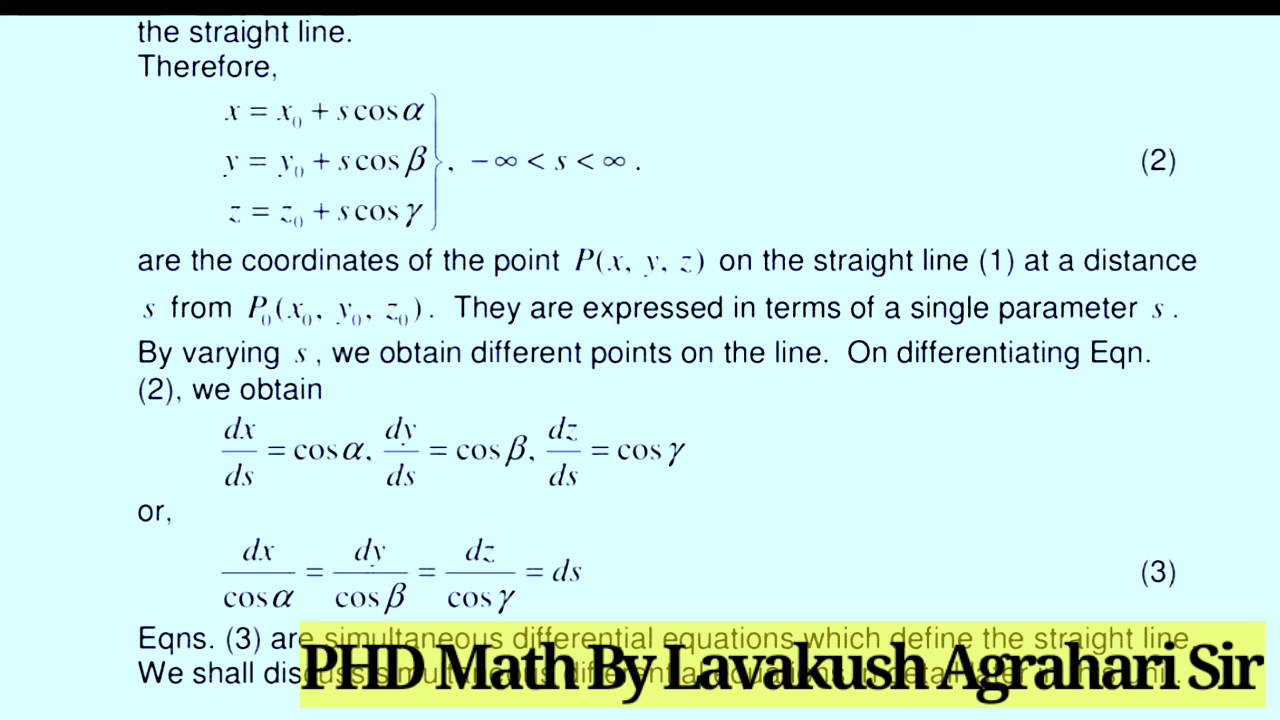 the straight line.
Therefore,
x = x₀ + s cos α
y = y₀ + s cos β }, −∞ < s < ∞ . (2)
z = z₀ + s cos γ
are the coordinates of the point P(x, y, z) on the straight line (1) at a distance
s from P₀(x₀, y₀, z₀). They are expressed in terms of a single parameter s .
By varying s , we obtain different points on the line. On differentiating Eqn.
(2), we obtain
dx/ds = cos α, dy/ds = cos β, dz/ds = cos γ
or,
dx/cos α = dy/cos β = dz/cos γ = ds (3)
Eqns. (3) are simultaneous differential equations which define the straight line.
We shall discuss simultaneous differential equations
PHD Math By Lavakush Agrahari Sir